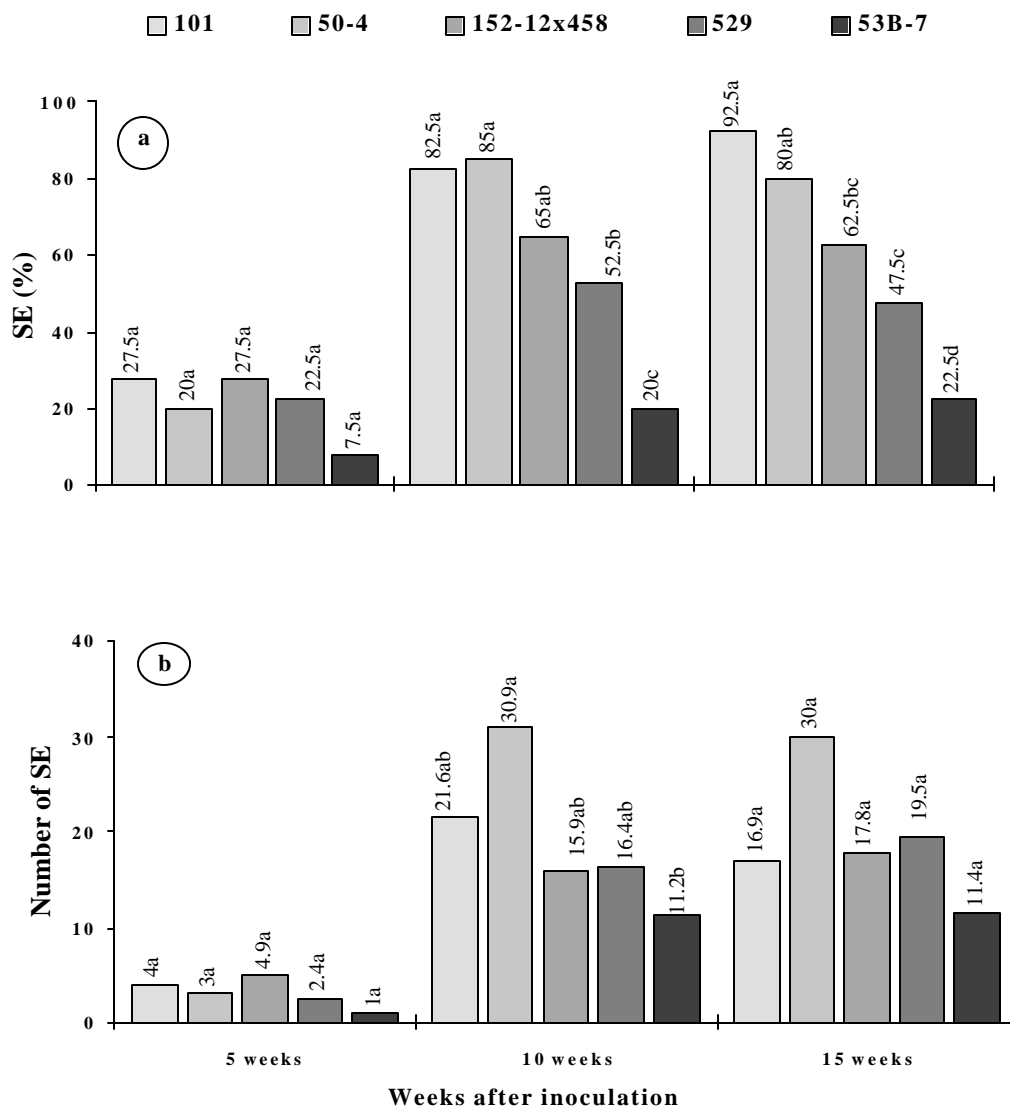 101 50-4 152-12x458 529 53B-7
a
SE (%)
100
80
60
40
20
0
27.5a 20a 27.5a 22.5a 7.5a
82.5a 85a 65ab 52.5b 20c
92.5a 80ab 62.5bc 47.5c 22.5d
b
Number of SE
40
30
20
10
0
4a 3a 4.9a 2.4a 1a
21.6ab 30.9a 15.9ab 16.4ab 11.2b
16.9a 30a 17.8a 19.5a 11.4a
5 weeks 10 weeks 15 weeks
Weeks after inoculation